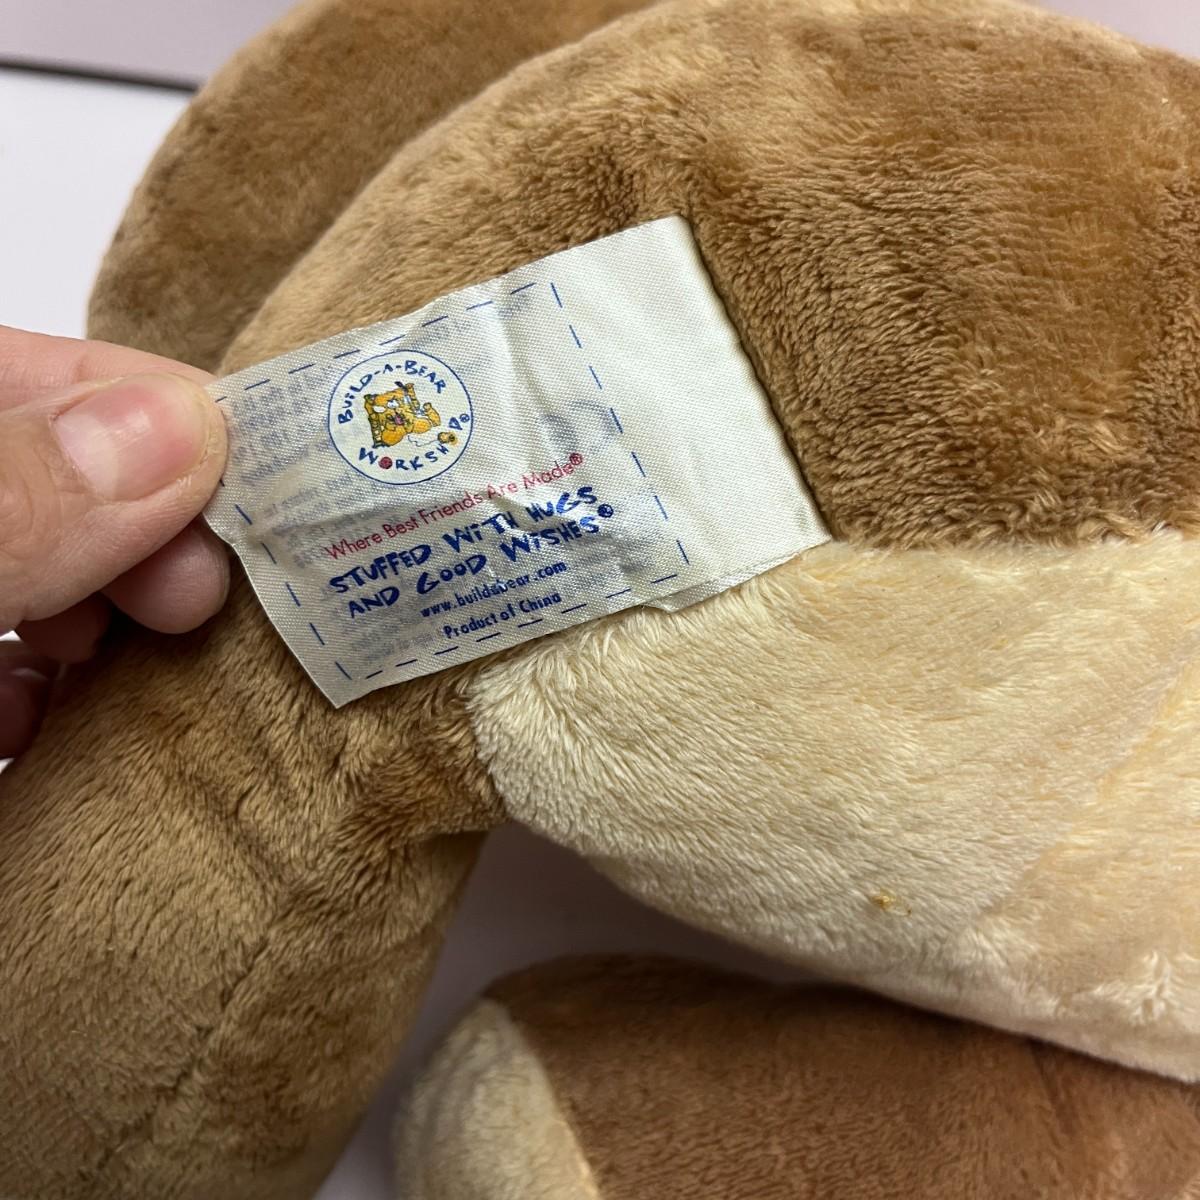 BUILD-A-BEAR
WORKSHOP®
Where Best Friends Are Made®
STUFFED WITH HUGS
AND GOOD WISHES®
www.buildabear.com
Product of China